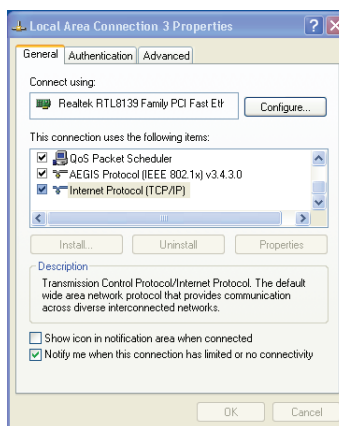 Local Area Connection 3 Properties
General Authentication Advanced
Connect using:
Realtek RTL8139 Family PCI Fast Eth
Configure...
This connection uses the following items:
QoS Packet Scheduler
AEGIS Protocol (IEEE 802.1x) v3.4.3.0
Internet Protocol (TCP/IP)
Install... Uninstall Properties
Description
Transmission Control Protocol/Internet Protocol. The default
wide area network protocol that provides communication
across diverse interconnected networks.
Show icon in notification area when connected
Notify me when this connection has limited or no connectivity
OK Cancel